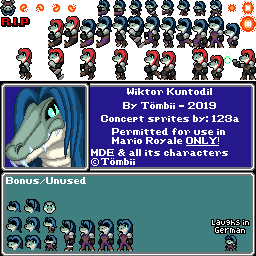 R.I.P
Wiktor Kuntodil
By Tömbii - 2019
Concept sprites by: 123a
Permitted for use in
Mario Royale ONLY!
MDE & all its characters
©Tömbii
Bonus/Unused
Laughs in
German